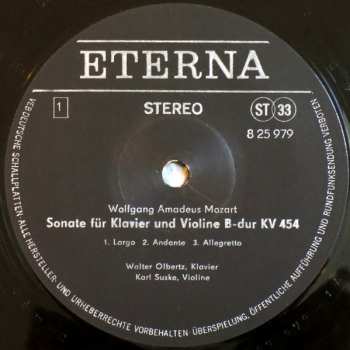 ETERNA
1
STEREO
ST 33
8 25 979
Wolfgang Amadeus Mozart
Sonate für Klavier und Violine B-dur KV 454
1. Largo 2. Andante 3. Allegretto
Walter Olbertz, Klavier
Karl Suske, Violine
VEB DEUTSCHE SCHALLPLATTEN ALLE HERSTELLER- UND URHEBERRECHTE VORBEHALTEN ÜBERSPIELUNG, ÖFFENTLICHE AUFFÜHRUNG UND RUNDFUNKSENDUNG VERBOTEN